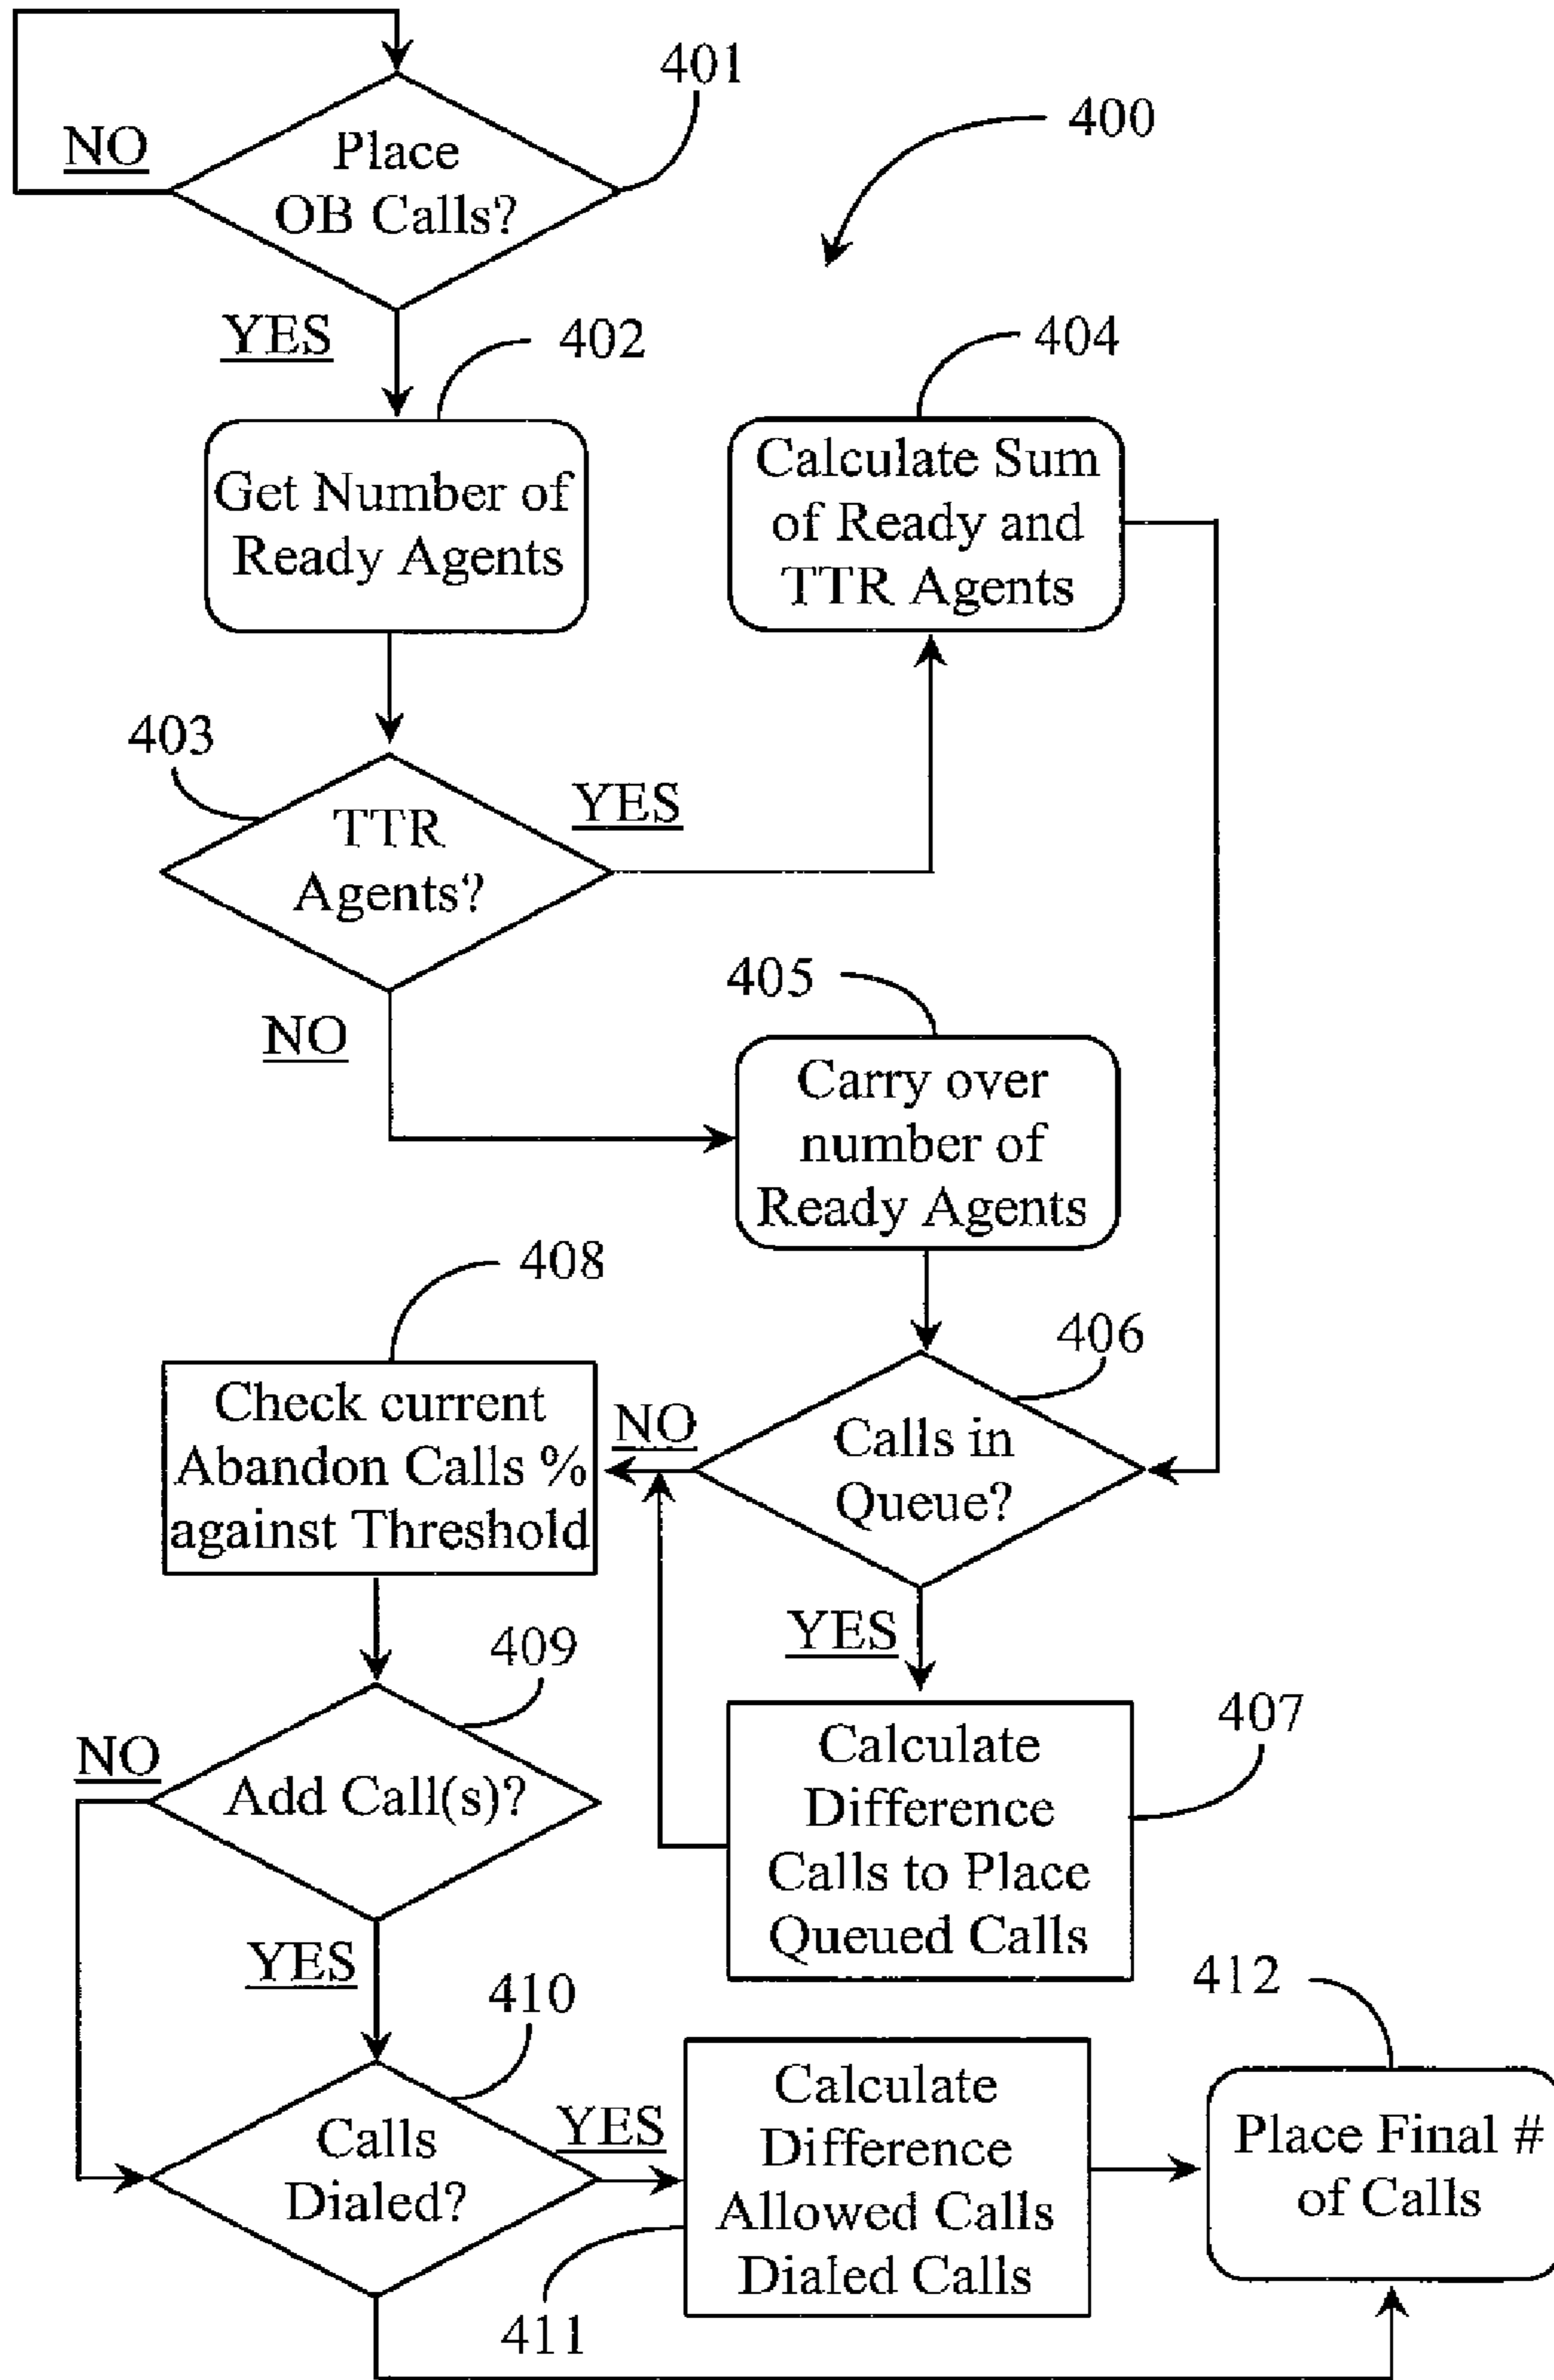 401
NO
Place
OB Calls?
400
YES
402
404
Get Number of
Ready Agents
Calculate Sum
of Ready and
TTR Agents
403
TTR
Agents?
YES
405
NO
Carry over
number of
Ready Agents
408
406
Check current
Abandon Calls %
against Threshold
NO
Calls in
Queue?
YES
409
407
NO
Add Call(s)?
Calculate
Difference
Calls to Place
Queued Calls
YES
410
412
Calls
Dialed?
YES
Calculate
Difference
Allowed Calls
Dialed Calls
Place Final #
of Calls
411